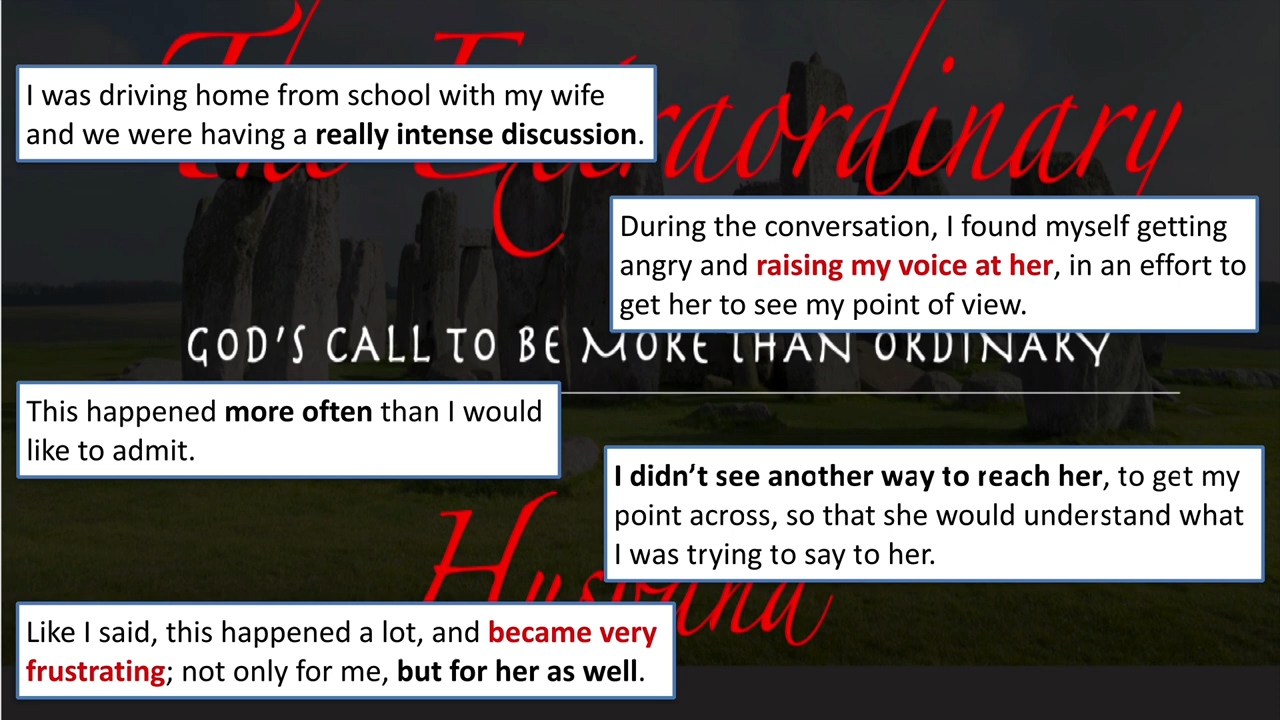 The Extraordinary
I was driving home from school with my wife
and we were having a really intense discussion.
During the conversation, I found myself getting
angry and raising my voice at her, in an effort to
get her to see my point of view.
GOD'S CALL TO BE MORE THAN ORDINARY
This happened more often than I would
like to admit.
I didn't see another way to reach her, to get my
point across, so that she would understand what
I was trying to say to her.
Husband
Like I said, this happened a lot, and became very
frustrating; not only for me, but for her as well.